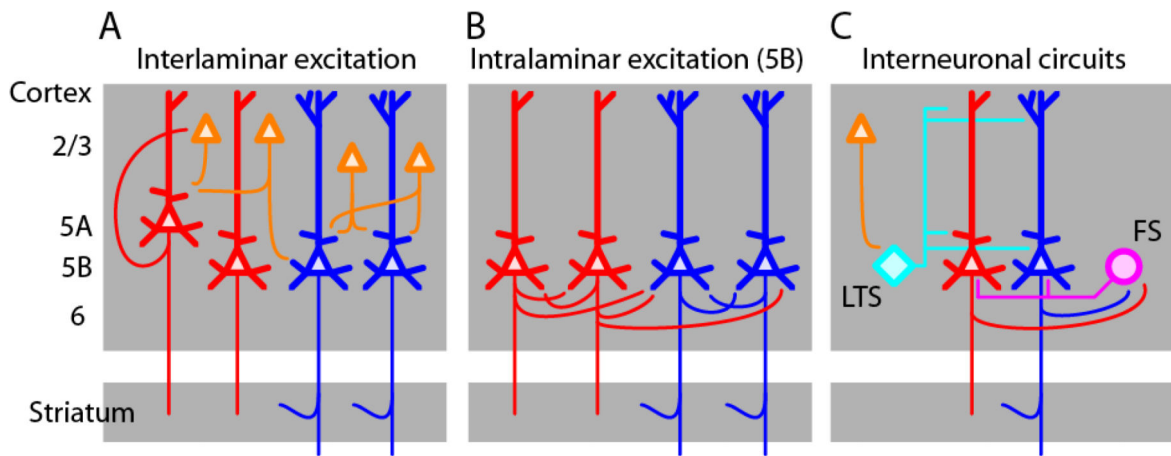 A
Interlaminar excitation
B
Intralaminar excitation (5B)
C
Interneuronal circuits
Cortex
2/3
5A
5B
6
Striatum
LTS
FS